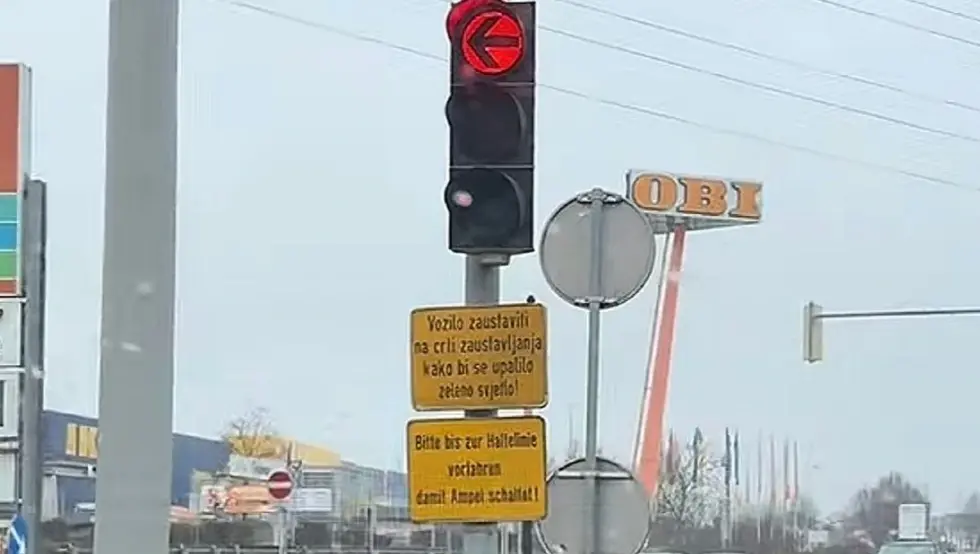 OBI
Vozilo zaustaviti
na crti zaustavljanja
kako bi se upalilo
zeleno svjetlo!
Bitte bis zur Haltelinie
vorfahren
damit Ampel schaltet!